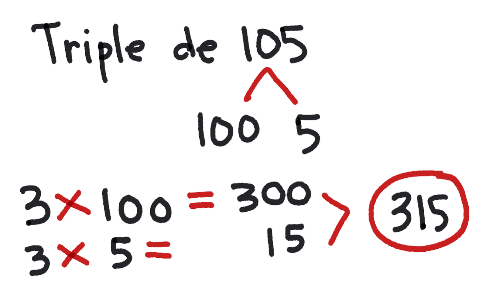 Triple de 105
100 5
3 × 100 = 300
3 × 5 = 15 > 315